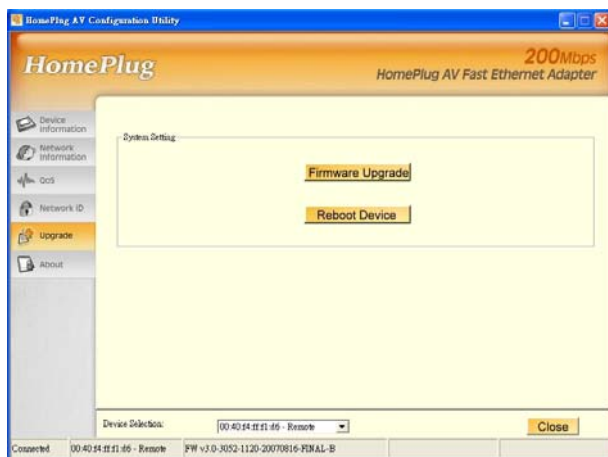 HomePlug AV Configuration Utility
HomePlug
200Mbps
HomePlug AV Fast Ethernet Adapter
Device Information
Network Information
QoS
Network ID
Upgrade
About
System Setting
Firmware Upgrade
Reboot Device
Device Selection:
00:40:f4:ff:f1:d6 - Remote
Close
Connected
00:40:f4:ff:f1:d6 - Remote
FW v3.0-3052-1120-20070816-FINAL-B